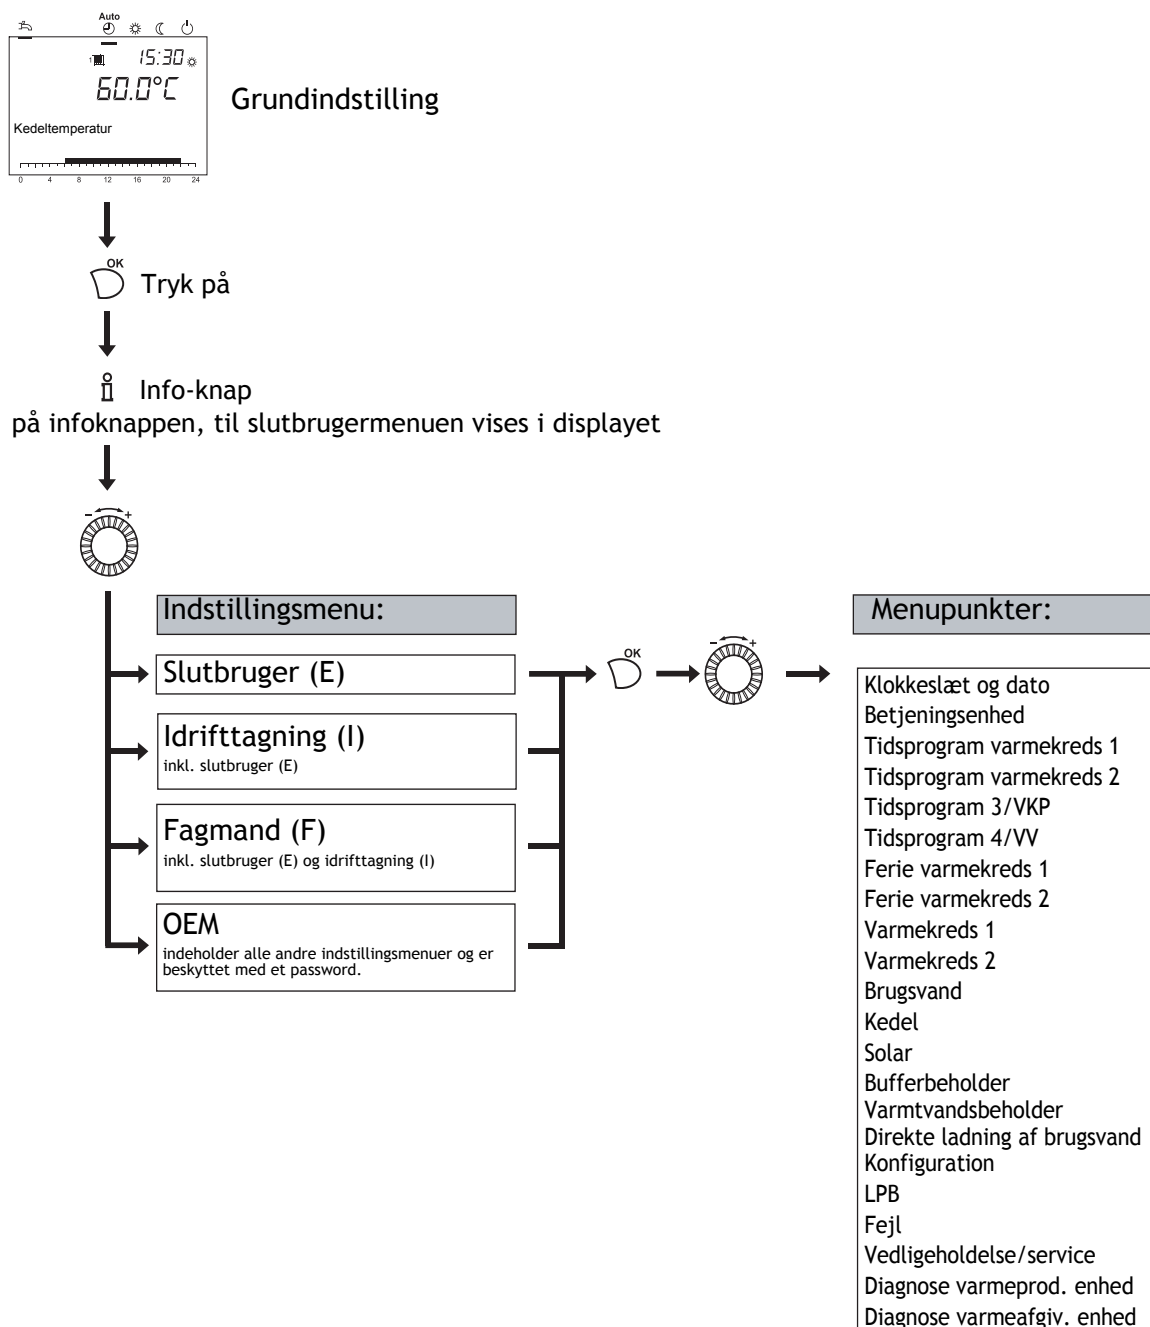 Auto
15:30
60.0°C
Kedeltemperatur
0 4 8 12 16 20 24
Grundindstilling
OK
Tryk på
Info-knap
på infoknappen, til slutbrugermenuen vises i displayet
- +
Indstillingsmenu:
Slutbruger (E)
Idrifttagning (I)
inkl. slutbruger (E)
Fagmand (F)
inkl. slutbruger (E) og idrifttagning (I)
OEM
indeholder alle andre indstillingsmenuer og er
beskyttet med et password.
OK
- +
Menupunkter:
Klokkeslæt og dato
Betjeningsenhed
Tidsprogram varmekreds 1
Tidsprogram varmekreds 2
Tidsprogram 3/VKP
Tidsprogram 4/VV
Ferie varmekreds 1
Ferie varmekreds 2
Varmekreds 1
Varmekreds 2
Brugsvand
Kedel
Solar
Bufferbeholder
Varmtvandsbeholder
Direkte ladning af brugsvand
Konfiguration
LPB
Fejl
Vedligeholdelse/service
Diagnose varmeprod. enhed
Diagnose varmeafgiv. enhed